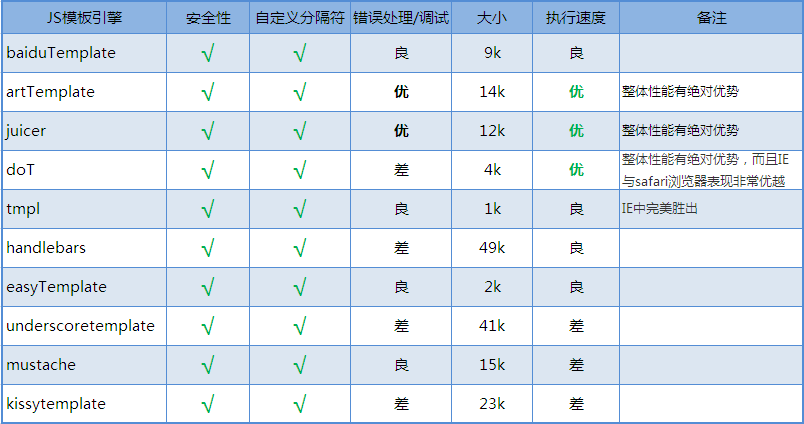 JS模板引擎 安全性 自定义分隔符 错误处理/调试 大小 执行速度 备注
baiduTemplate √ √ 良 9k 良
artTemplate √ √ 优 14k 优 整体性能有绝对优势
juicer √ √ 优 12k 优 整体性能有绝对优势
doT √ √ 差 4k 优 整体性能有绝对优势，而且IE
与safari浏览器表现非常优越
tmpl √ √ 良 1k 良 IE中完美胜出
handlebars √ √ 差 49k 良
easyTemplate √ √ 良 2k 良
underscoretemplate √ √ 差 41k 差
mustache √ √ 良 15k 差
kissytemplate √ √ 差 23k 差